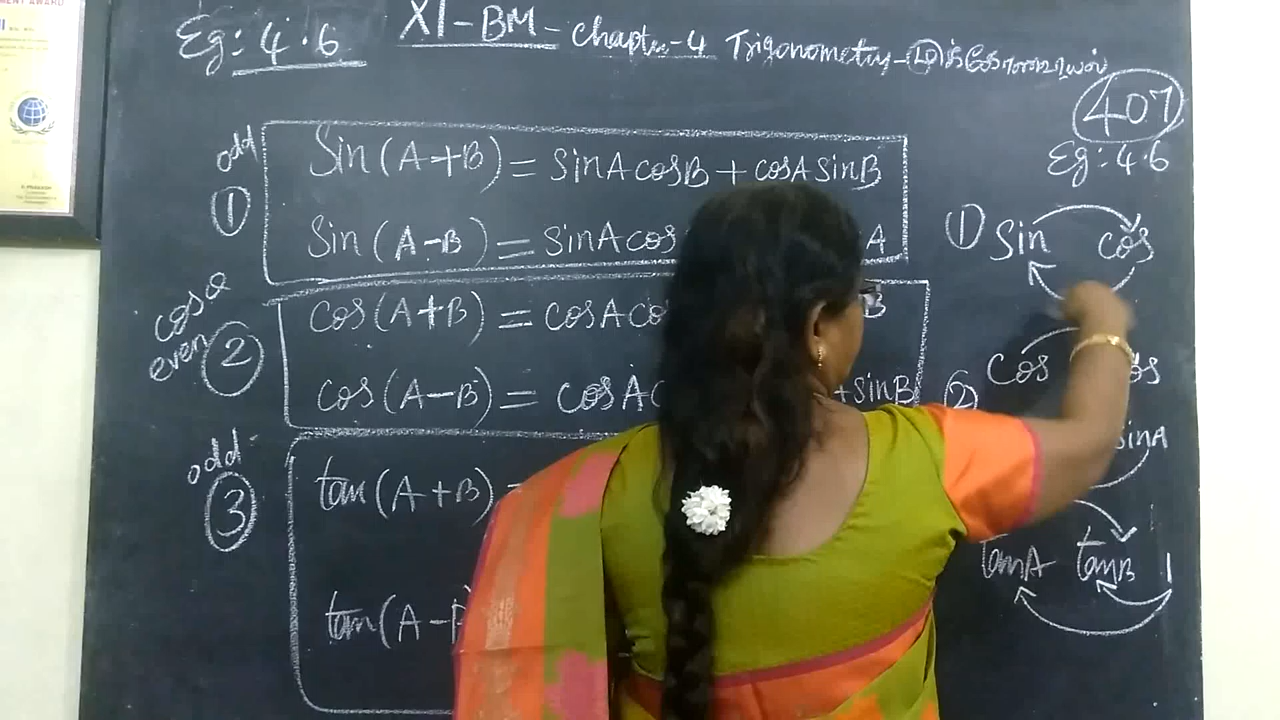 Eg: 4.6
XI - BM - Chapter - 4 Trigonometry -
407
Eg: 4.6
odd
①
Sin (A+B) = SinA cosB + cosA SinB
Sin (A-B) = SinA cos A
① Sin cos
cosθ
even
②
cos(A+B) = cosA co B
cos(A-B) = cosA +sinB
② Cos
sinA
odd
③
tan(A+B)
tan(A-
tanA tanB 1